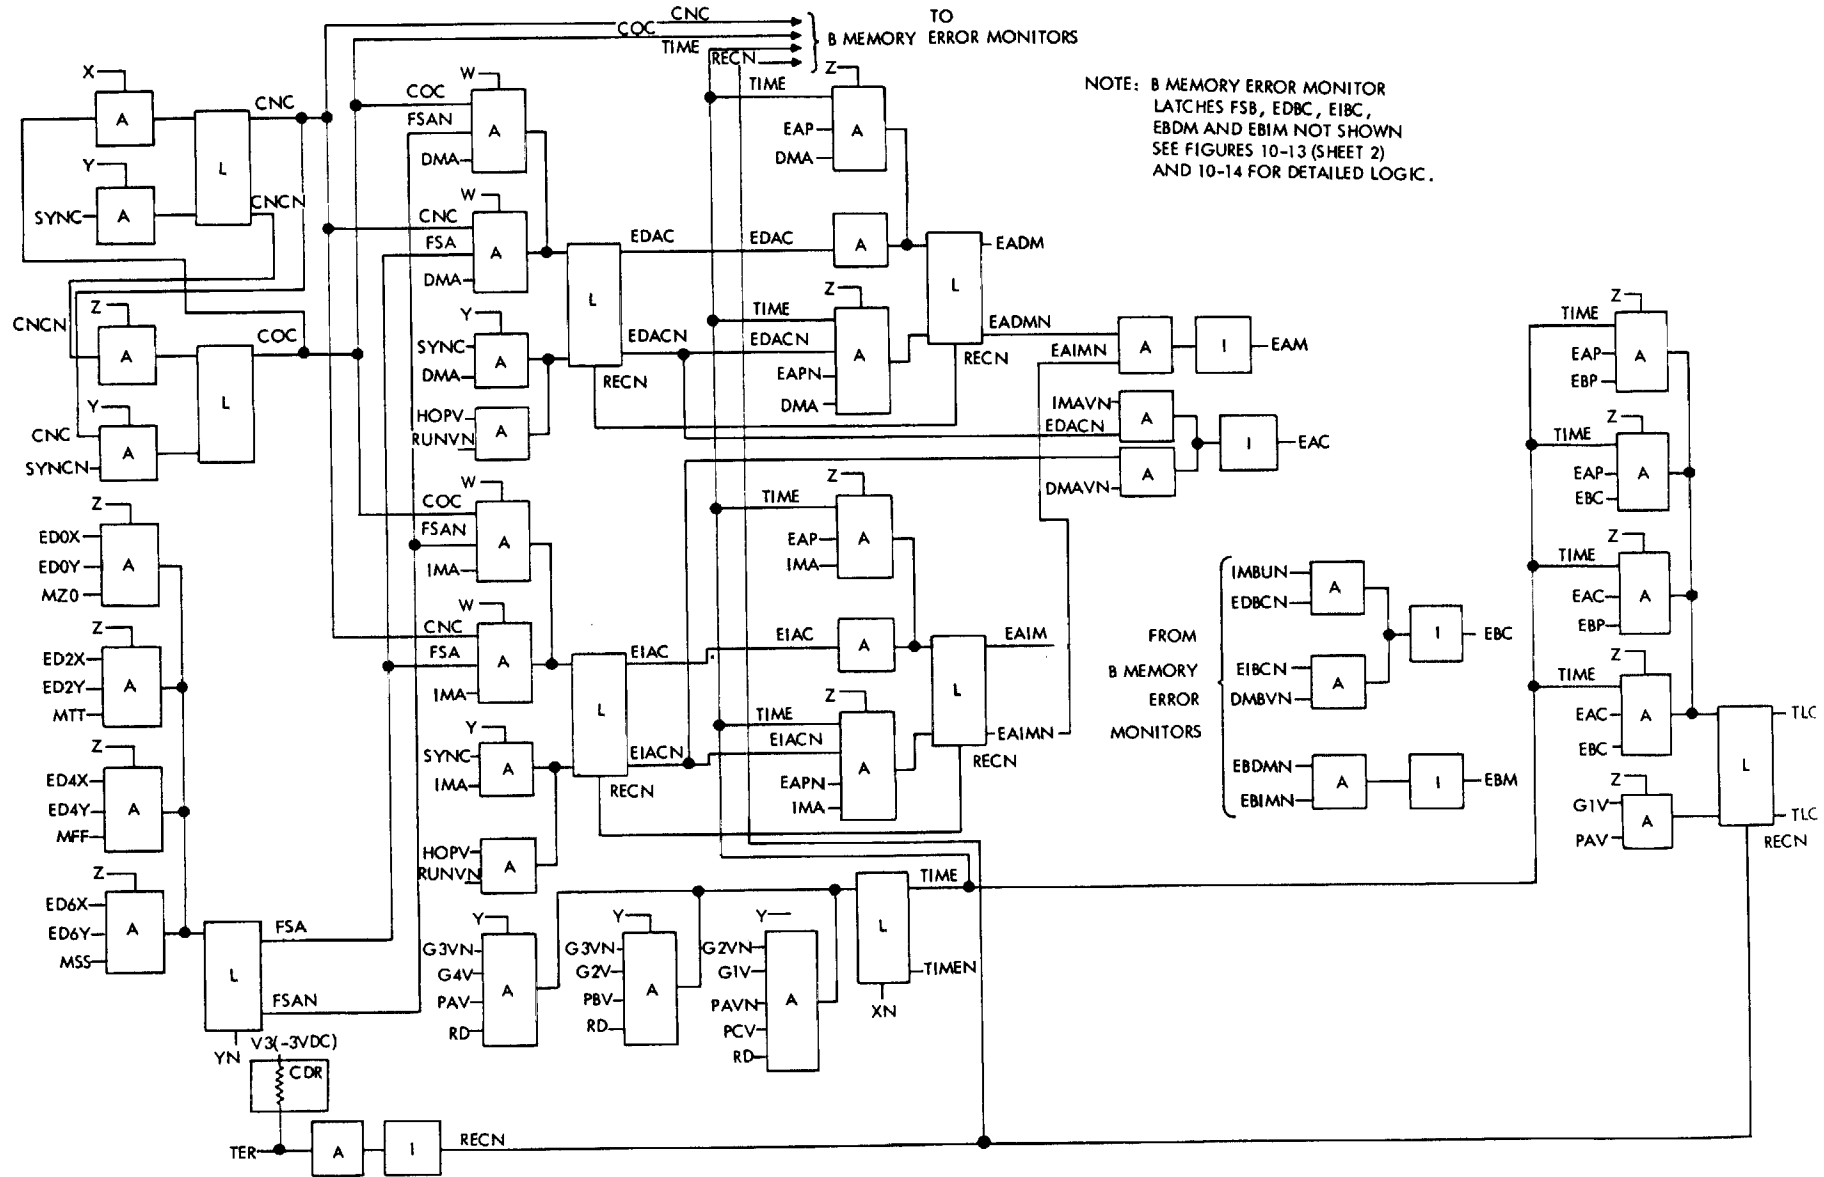 CNC
COC
TIME
RECN
TO
B MEMORY ERROR MONITORS
NOTE: B MEMORY ERROR MONITOR
LATCHES FSB, EDBC, EIBC,
EBDM AND EBIM NOT SHOWN
SEE FIGURES 10-13 (SHEET 2)
AND 10-14 FOR DETAILED LOGIC.
X
A
Y
SYNC
A
L
CNC
CNCN
CNCN
Z
A
Y
CNC
SYNCN
A
L
COC
Z
ED0X
ED0Y
MZ0
A
Z
ED2X
ED2Y
MTT
A
Z
ED4X
ED4Y
MFF
A
Z
ED6X
ED6Y
MSS
A
L
FSA
FSAN
YN
V3(-3VDC)
CDR
TER
A
I
RECN
W
COC
FSAN
DMA
A
W
CNC
FSA
DMA
A
Y
SYNC
DMA
A
HOPV
RUNVN
A
L
EDAC
EDACN
RECN
W
COC
FSAN
IMA
A
W
CNC
FSA
IMA
A
Y
SYNC
IMA
A
HOPV
RUNVN
A
L
EIAC
EIACN
RECN
Z
TIME
EAP
DMA
A
EDAC
A
Z
TIME
EDACN
EAPN
DMA
A
L
EADM
EADMN
RECN
EAIMN
A
I
EAM
IMAVN
EDACN
A
DMAVN
A
I
EAC
Z
TIME
EAP
IMA
A
EIAC
A
Z
TIME
EIACN
EAPN
IMA
A
L
EAIM
EAIMN
RECN
Y
G3VN
G4V
PAV
RD
A
Y
G3VN
G2V
PBV
RD
A
Y
G2VN
G1V
PAVN
PCV
RD
A
L
TIME
TIMEN
XN
FROM
B MEMORY
ERROR
MONITORS
IMBUN
EDBCN
A
EIBCN
DMBVN
A
I
EBC
EBDMN
EBIMN
A
I
EBM
Z
TIME
EAP
EBP
A
Z
TIME
EAP
EBC
A
Z
TIME
EAC
EBP
A
Z
TIME
EAC
EBC
A
Z
G1V
PAV
A
L
TLC
TLC
RECN